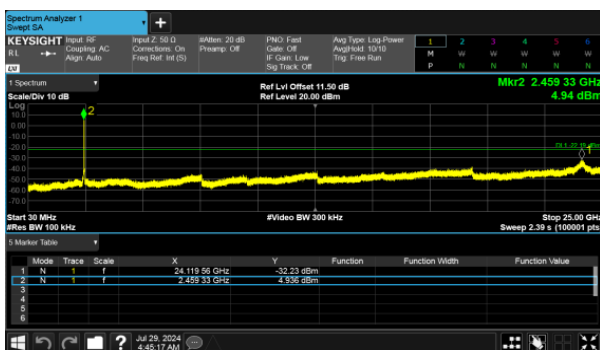 Spectrum Analyzer 1
Swept SA
KEYSIGHT Input: RF Input Z: 50 Ω #Atten: 20 dB PNO: Fast Avg Type: Log-Power 1 2 3 4 5 6
RL Coupling: AC Corrections: On Preamp: Off Gate: Off Avg|Hold: 10/10 M W W W W W
Align: Auto Freq Ref: Int (S) IF Gain: Low Trig: Free Run
Sig Track: Off P N N N N N
1 Spectrum Ref Lvl Offset 11.50 dB Mkr2 2.459 33 GHz
Scale/Div 10 dB Ref Level 20.00 dBm 4.94 dBm
Log
10.0 2
0.00
-10.0
-20.0
-30.0 1
-40.0
-50.0
-60.0
-70.0
Start 30 MHz #Video BW 300 kHz Stop 25.00 GHz
#Res BW 100 kHz Sweep 2.39 s (100001 pts)
5 Marker Table
Mode Trace Scale X Y Function Function Width Function Value
1 N 1 f 24.119 56 GHz -32.23 dBm
2 N 1 f 2.459 33 GHz 4.936 dBm
3
4
5
6
? Jul 29, 2024
4:45:17 AM